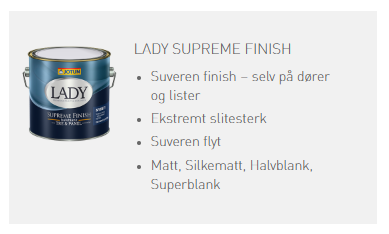 LADY SUPREME FINISH
JOTUN
LADY
SUPREME FINISH
Suveren finish – selv på dører
og lister
Ekstremt slitesterk
Suveren flyt
Matt, Silkematt, Halvblank,
Superblank